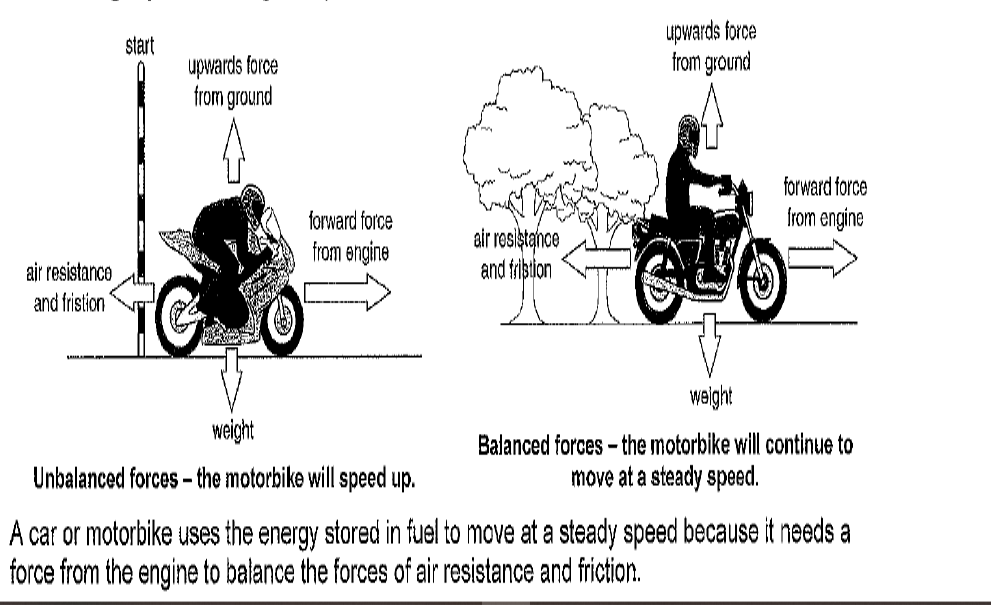 start
upwards force
from ground
forward force
from engine
air resistance
and fristion
weight
Unbalanced forces – the motorbike will speed up.
upwards force
from ground
forward force
from engine
air resistance
and fristion
weight
Balanced forces – the motorbike will continue to
move at a steady speed.
A car or motorbike uses the energy stored in fuel to move at a steady speed because it needs a
force from the engine to balance the forces of air resistance and friction.